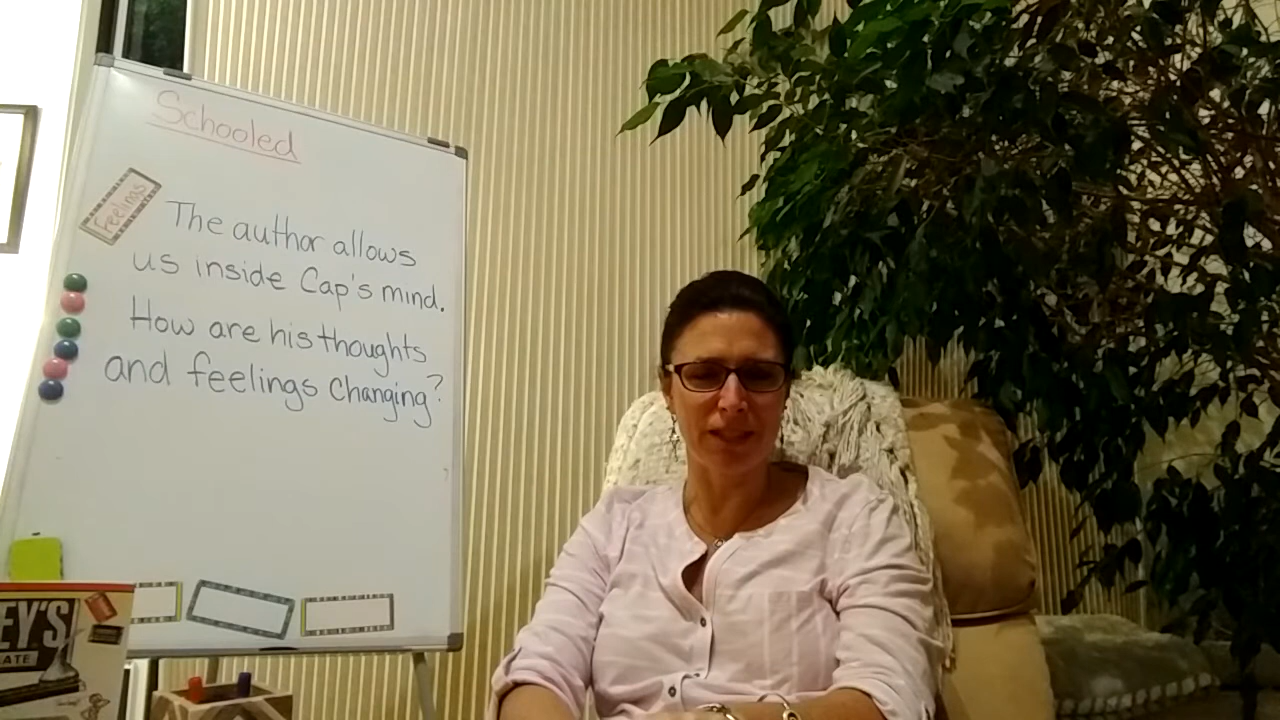 Schooled
Feelings
The author allows
us inside Cap's mind.
How are his thoughts
and feelings Changing?
EY'S
ATE